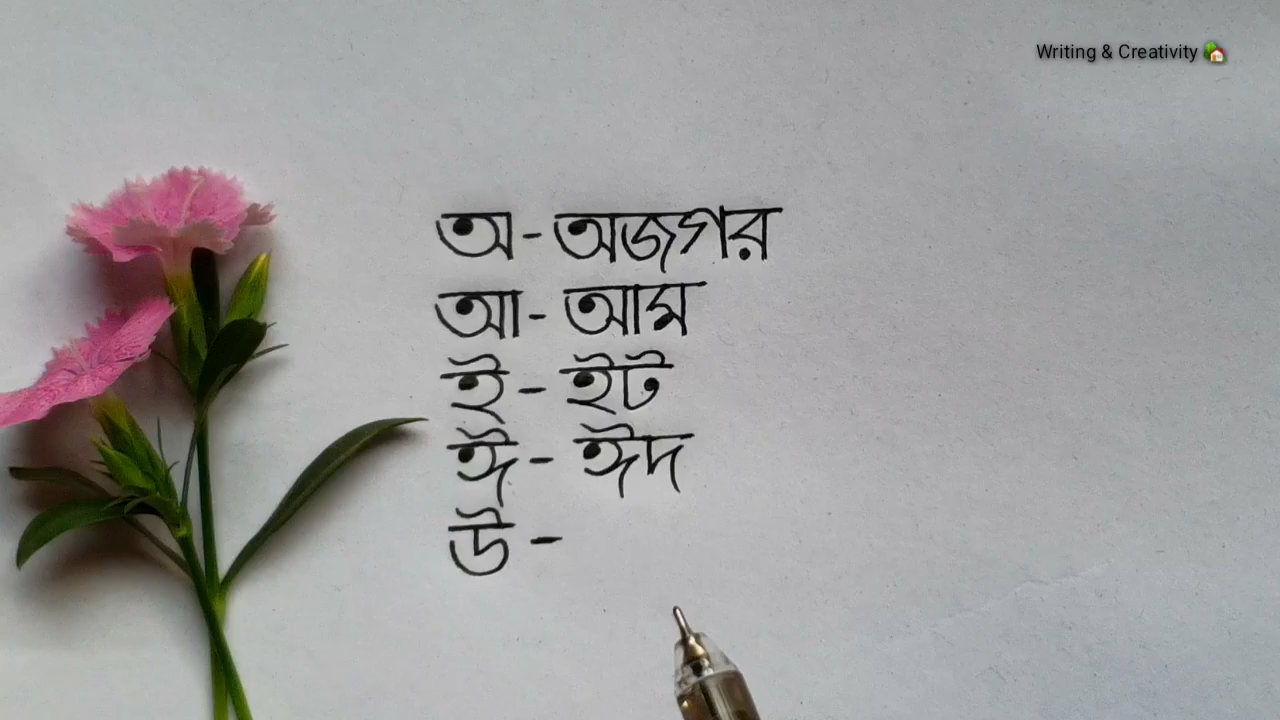 Writing & Creativity 🏡
অ - অজগর
আ - আম
ই - ইট
ঈ - ঈদ
উ -